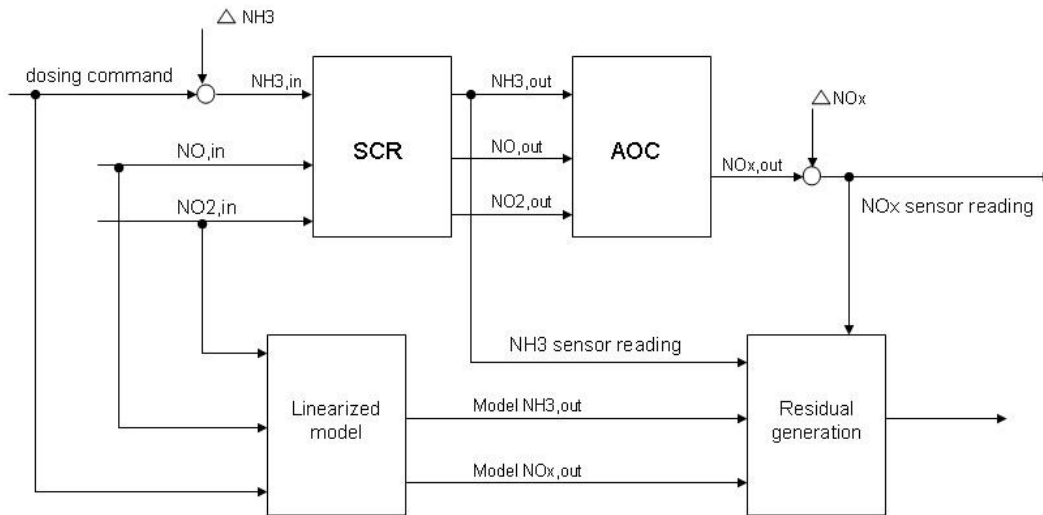 △ NH3
dosing command
NH3,in
NH3,out
△NOx
NO,in
SCR
NO,out
AOC
NOx,out
NO2,in
NO2,out
NOx sensor reading
NH3 sensor reading
Linearized
model
Model NH3,out
Residual
generation
Model NOx,out